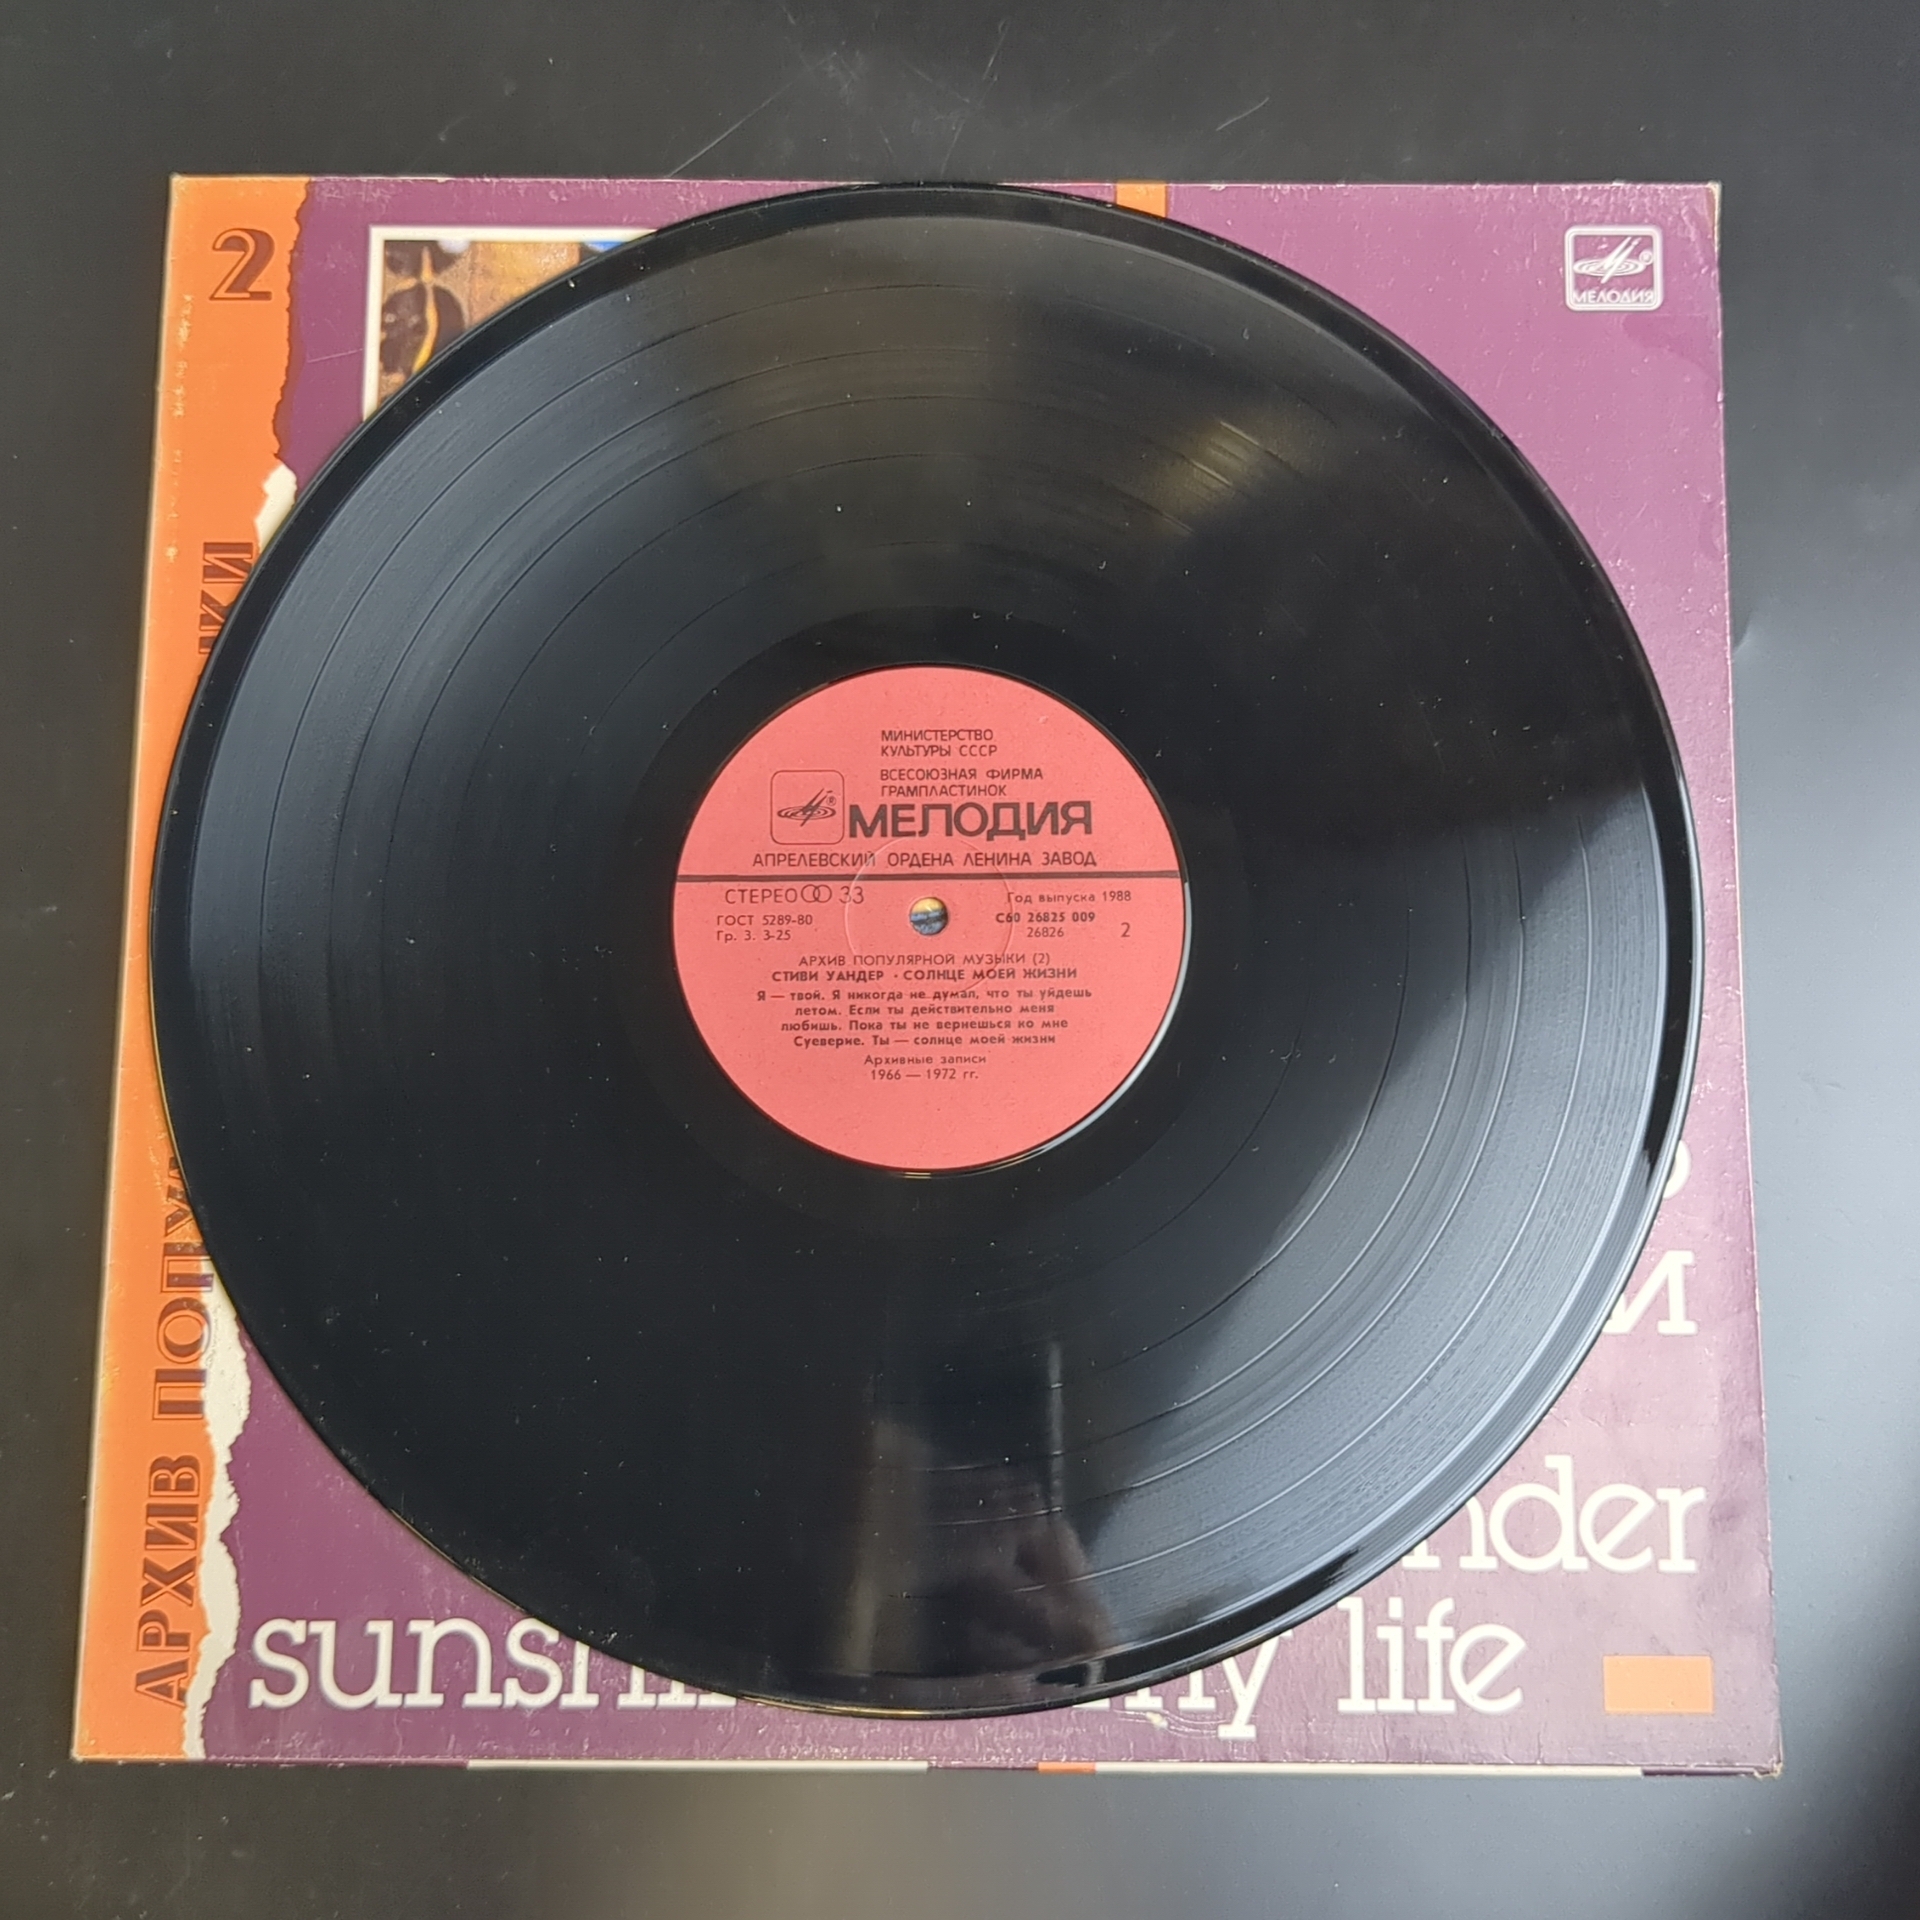 2
МЕЛОДИЯ
АРХИВ
МИНИСТЕРСТВО
КУЛЬТУРЫ СССР
ВСЕСОЮЗНАЯ ФИРМА
ГРАМПЛАСТИНОК
МЕЛОДИЯ
АПРЕЛЕВСКИЙ ОРДЕНА ЛЕНИНА ЗАВОД
СТЕРЕО 33
Год выпуска 1988
ГОСТ 5289-80
С60 26825 009
Гр. 3. 3-25
26826
2
АРХИВ ПОПУЛЯРНОЙ МУЗЫКИ (2)
СТИВИ УАНДЕР · СОЛНЦЕ МОЕЙ ЖИЗНИ
Я — твой. Я никогда не думал, что ты уйдешь
летом. Если ты действительно меня
любишь. Пока ты не вернешься ко мне
Суеверие. Ты — солнце моей жизни
Архивные записи
1966 — 1972 гг.
nder
my life